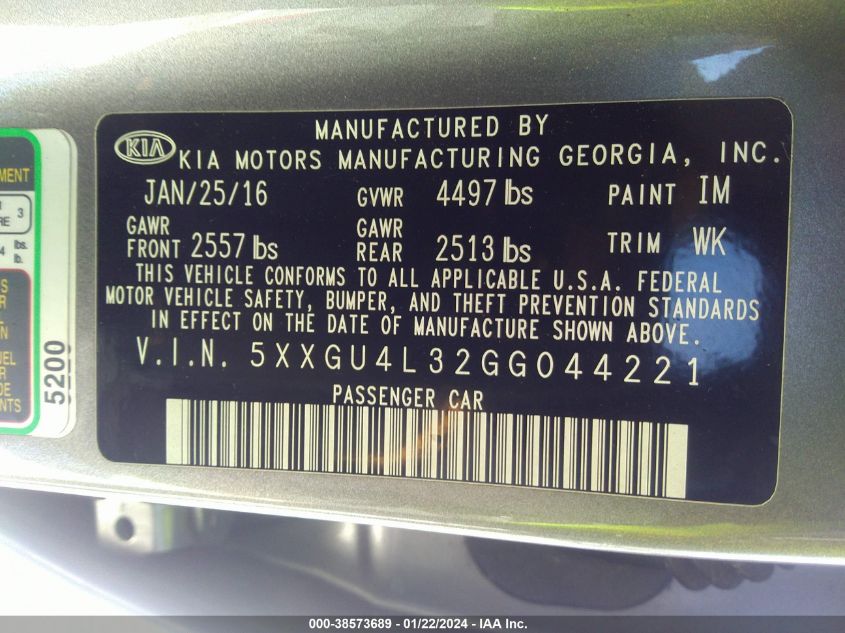 MANUFACTURED BY
KIA KIA MOTORS MANUFACTURING GEORGIA, INC.
JAN/25/16 GVWR 4497 lbs PAINT IM
GAWR FRONT 2557 lbs GAWR REAR 2513 lbs TRIM WK
THIS VEHICLE CONFORMS TO ALL APPLICABLE U.S.A. FEDERAL
MOTOR VEHICLE SAFETY, BUMPER, AND THEFT PREVENTION STANDARDS
IN EFFECT ON THE DATE OF MANUFACTURE SHOWN ABOVE.
V.I.N. 5XXGU4L32GG044221
PASSENGER CAR
3
lbs.
lb.
5200
000-38573689 — 01/22/2024 - IAA Inc.